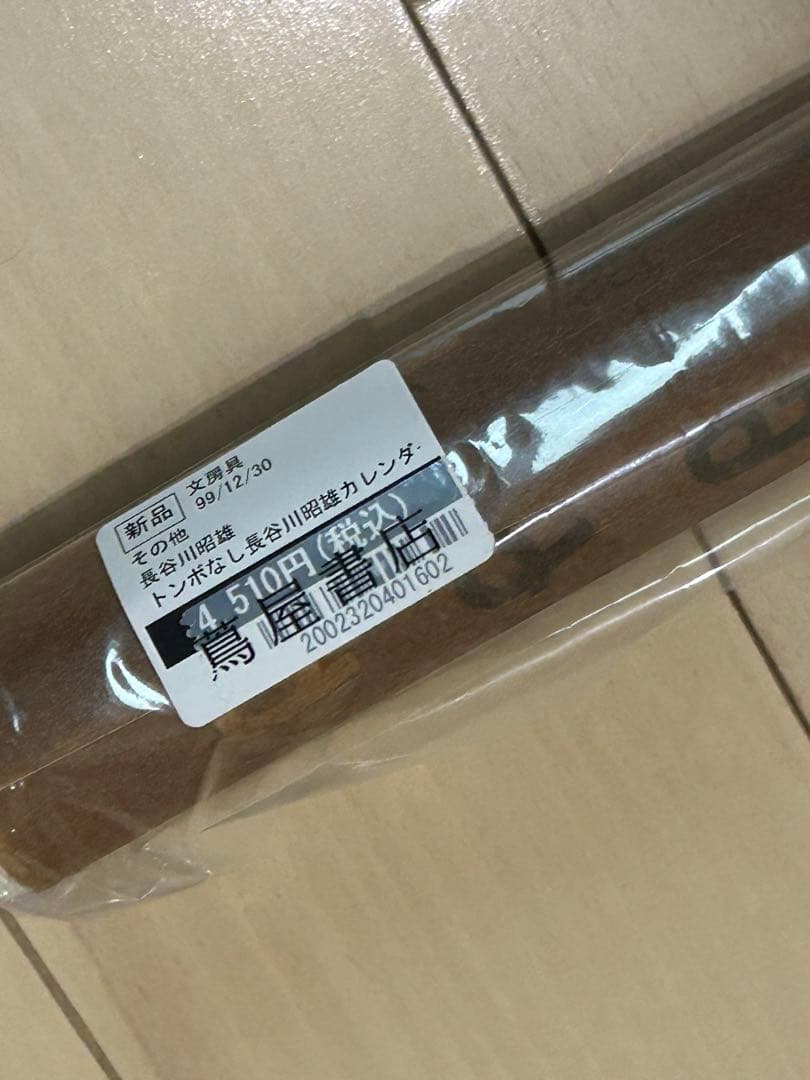 新品 文房具
99/12/30
その他
長谷川昭雄
トンボなし長谷川昭雄カレンダ-
4,510円(税込)
蔦屋書店
2002320401602